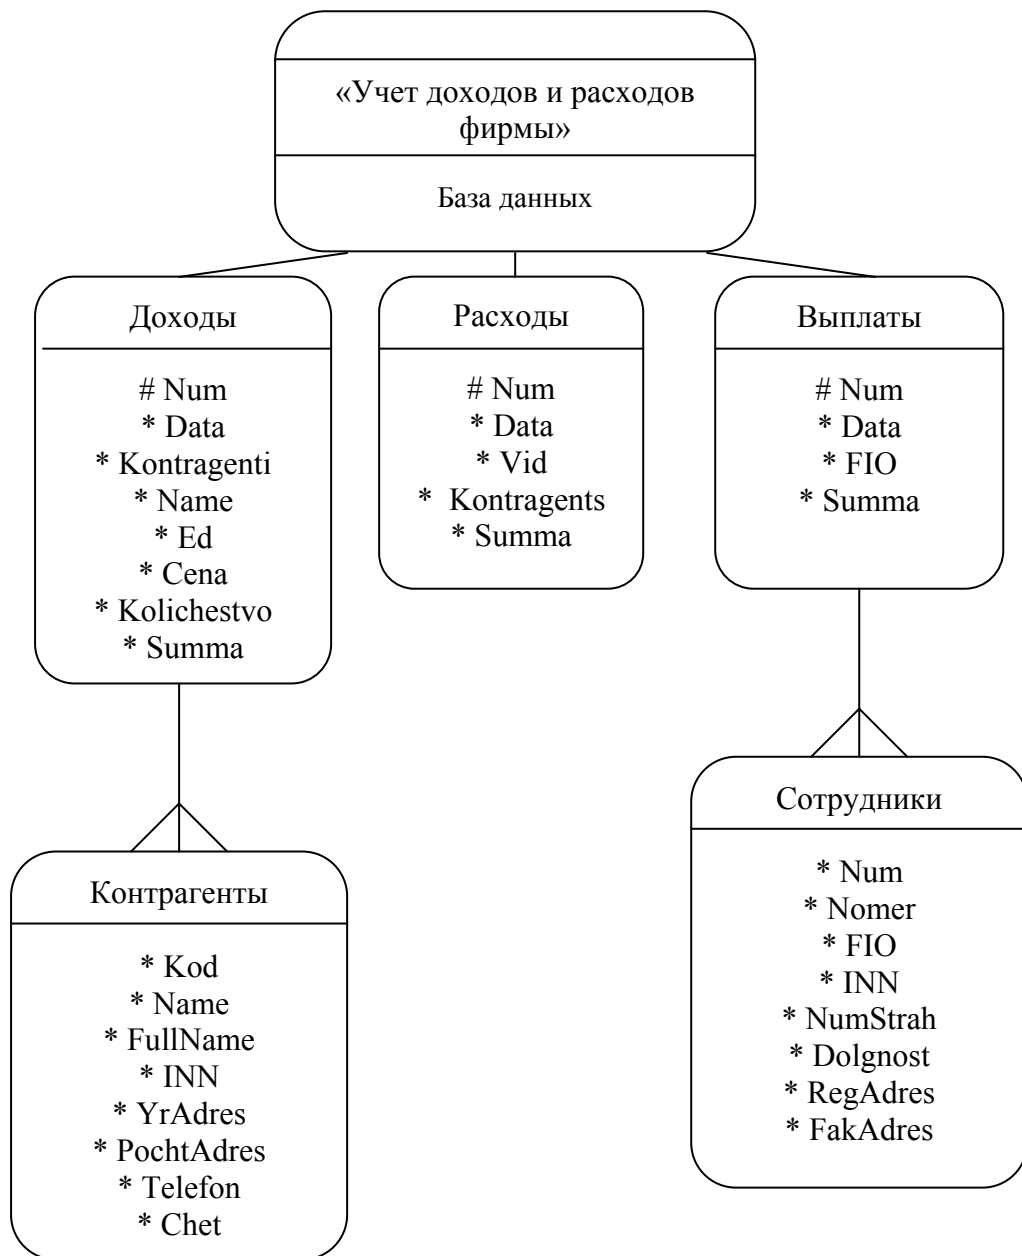 «Учет доходов и расходов
фирмы»
База данных
Доходы
# Num
* Data
* Kontragenti
* Name
* Ed
* Cena
* Kolichestvo
* Summa
Расходы
# Num
* Data
* Vid
* Kontragents
* Summa
Выплаты
# Num
* Data
* FIO
* Summa
Контрагенты
* Kod
* Name
* FullName
* INN
* YrAdres
* PochtAdres
* Telefon
* Chet
Сотрудники
* Num
* Nomer
* FIO
* INN
* NumStrah
* Dolgnost
* RegAdres
* FakAdres